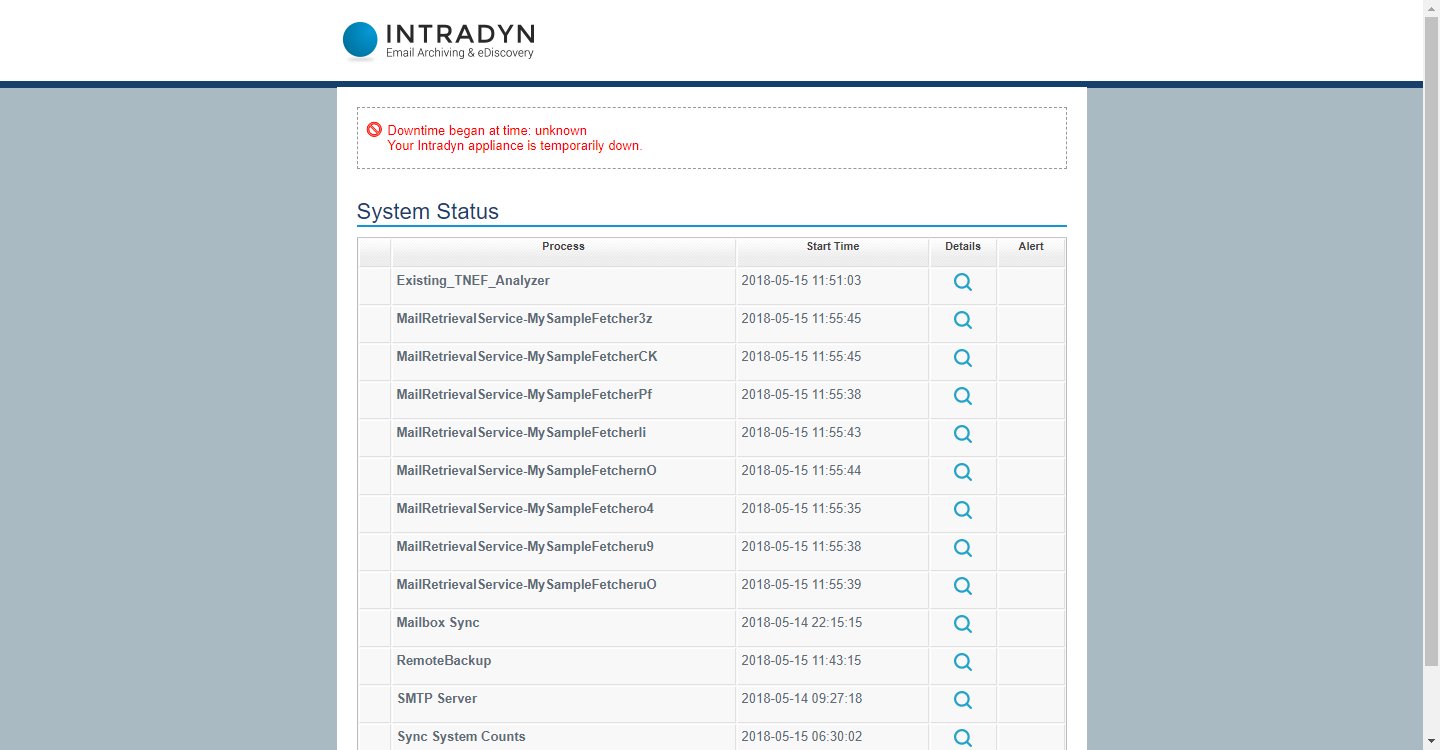 INTRADYN
Email Archiving & eDiscovery
Downtime began at time: unknown
Your Intradyn appliance is temporarily down.
System Status
Process Start Time Details Alert
Existing_TNEF_Analyzer 2018-05-15 11:51:03
MailRetrievalService-MySampleFetcher3z 2018-05-15 11:55:45
MailRetrievalService-MySampleFetcherCK 2018-05-15 11:55:45
MailRetrievalService-MySampleFetcherPf 2018-05-15 11:55:38
MailRetrievalService-MySampleFetcherli 2018-05-15 11:55:43
MailRetrievalService-MySampleFetchernO 2018-05-15 11:55:44
MailRetrievalService-MySampleFetchero4 2018-05-15 11:55:35
MailRetrievalService-MySampleFetcheru9 2018-05-15 11:55:38
MailRetrievalService-MySampleFetcheruO 2018-05-15 11:55:39
Mailbox Sync 2018-05-14 22:15:15
RemoteBackup 2018-05-15 11:43:15
SMTP Server 2018-05-14 09:27:18
Sync System Counts 2018-05-15 06:30:02